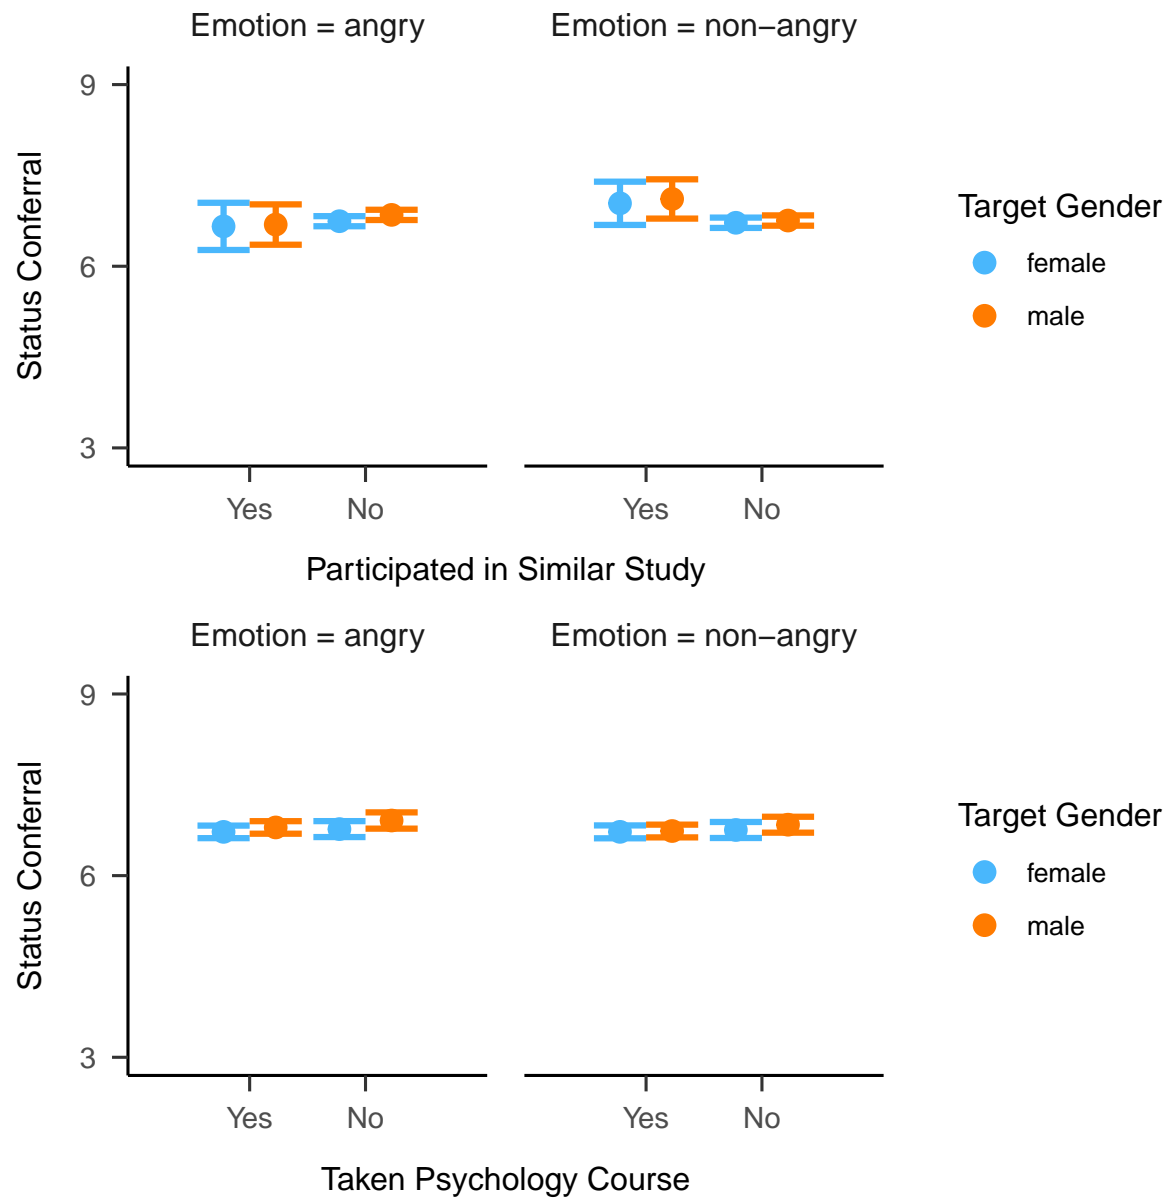 Emotion = angry
Emotion = non−angry
9
6
3
Status Conferral
Yes
No
Yes
No
Participated in Similar Study
Target Gender
female
male
Emotion = angry
Emotion = non−angry
9
6
3
Status Conferral
Yes
No
Yes
No
Taken Psychology Course
Target Gender
female
male